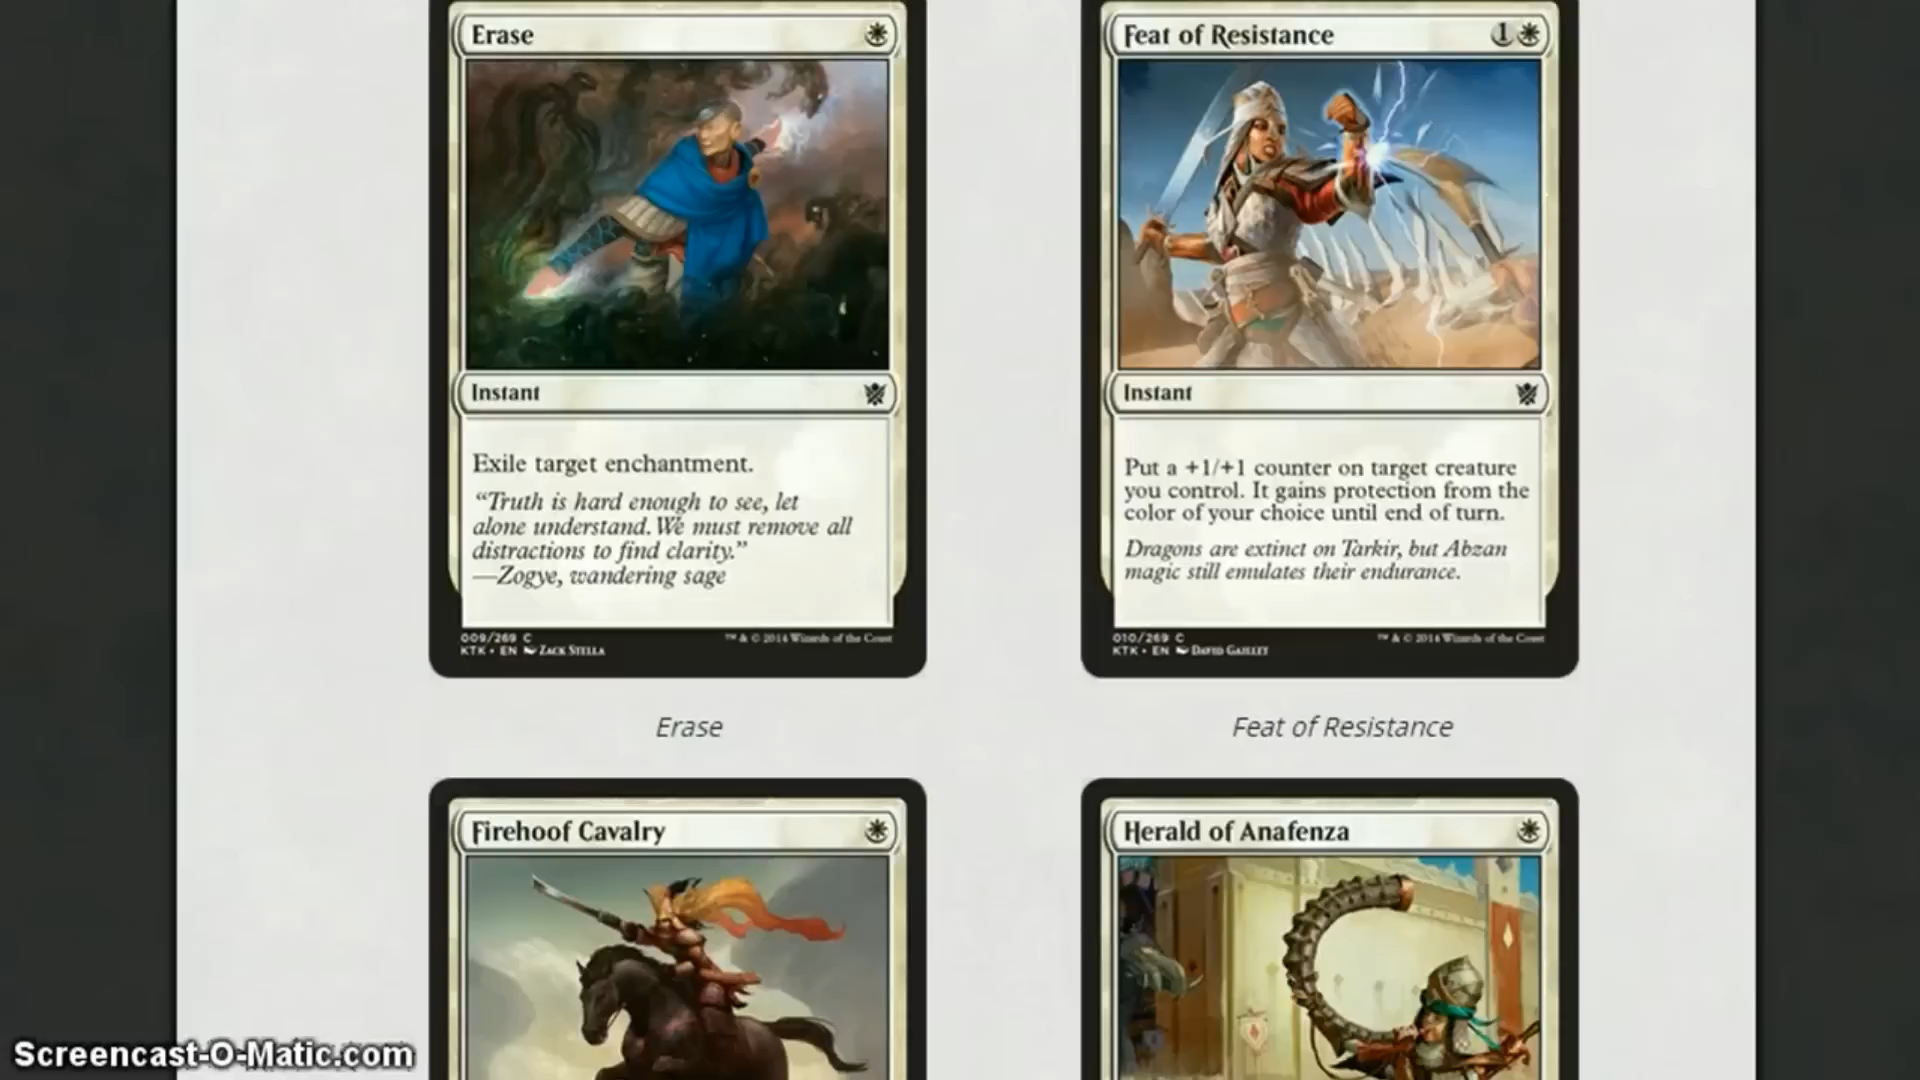 Erase
Feat of Resistance 1
Instant
Instant
Exile target enchantment.
“Truth is hard enough to see, let
alone understand. We must remove all
distractions to find clarity.”
—Zogye, wandering sage
Put a +1/+1 counter on target creature
you control. It gains protection from the
color of your choice until end of turn.
Dragons are extinct on Tarkir, but Abzan
magic still emulates their endurance.
009/269 C
KTK • EN ZACK STELLA
™ & © 2014 Wizards of the Coast
010/269 C
KTK • EN DAVID GAILLET
™ & © 2014 Wizards of the Coast
Erase
Feat of Resistance
Firehoof Cavalry
Herald of Anafenza
Screencast-O-Matic.com